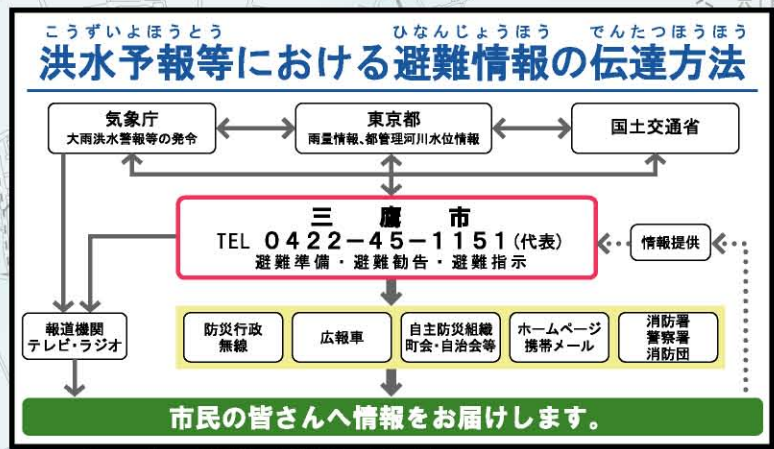 こうずいよほうとう ひなんじょうほう でんたつほうほう
洪水予報等における避難情報の伝達方法
気象庁
大雨洪水警報等の発令
東京都
雨量情報、都管理河川水位情報
国土交通省
三鷹市
TEL 0422-45-1151(代表)
避難準備・避難勧告・避難指示
情報提供
報道機関
テレビ・ラジオ
防災行政
無線
広報車
自主防災組織
町会・自治会等
ホームページ
携帯メール
消防署
警察署
消防団
市民の皆さんへ情報をお届けします。